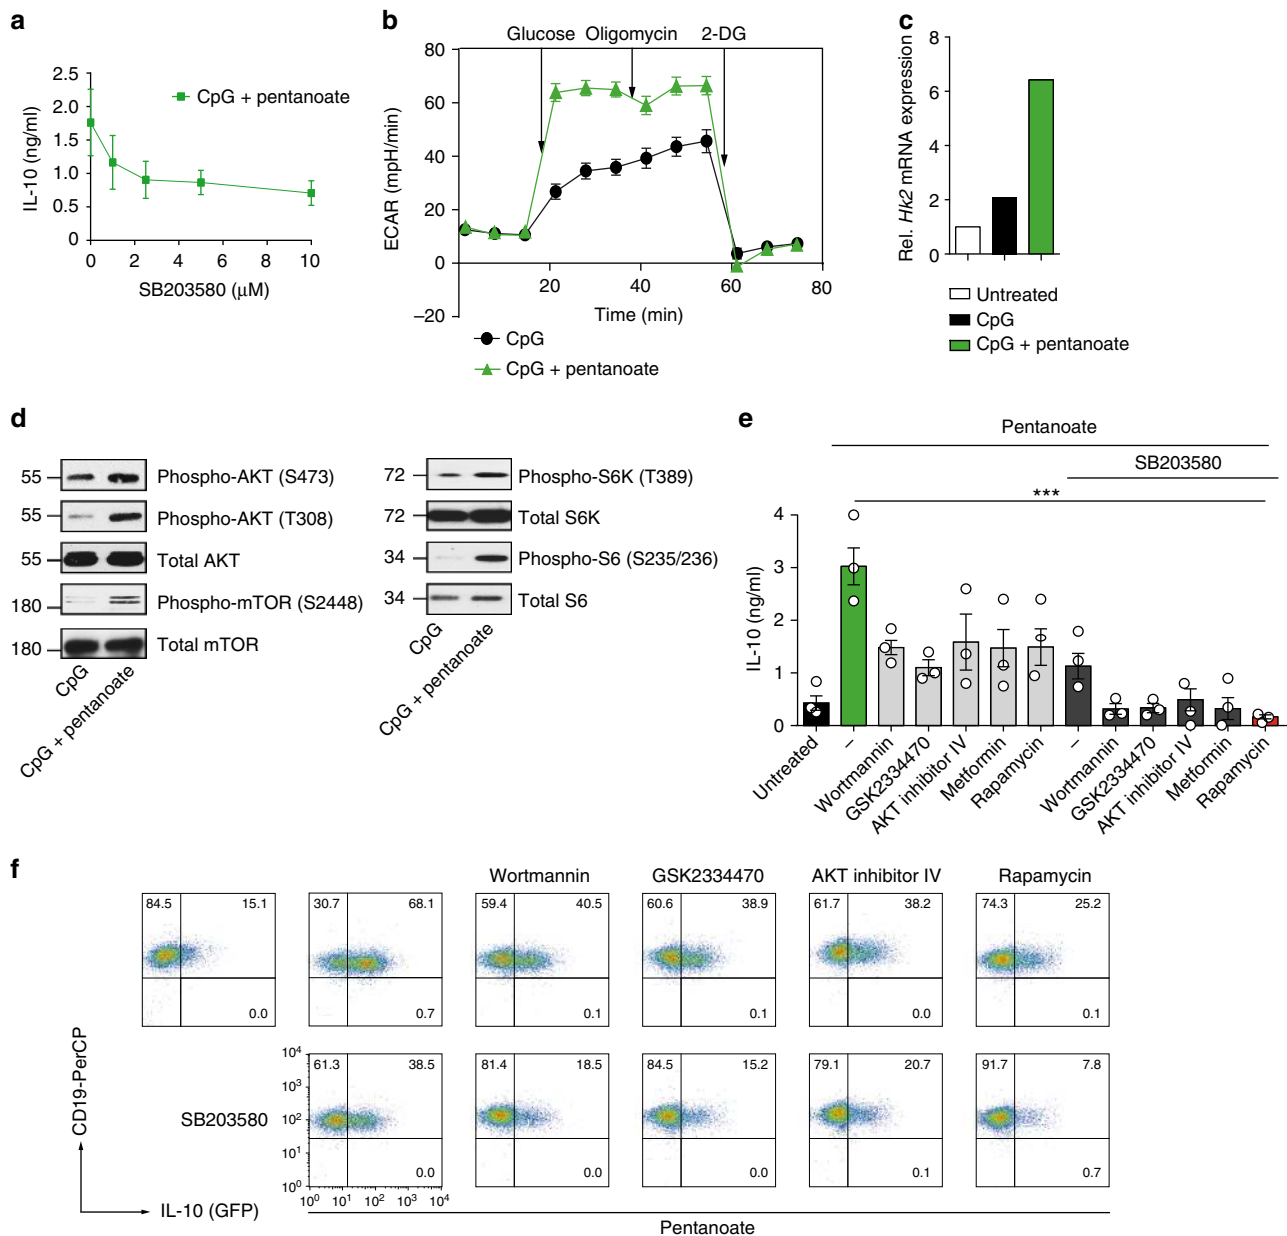 a
IL-10 (ng/ml)
2.5
2.0
1.5
1.0
0.5
0
0 2 4 6 8 10
SB203580 (μM)
CpG + pentanoate
b
Glucose Oligomycin 2-DG
ECAR (mpH/min)
80
60
40
20
0
–20
20 40 60 80
Time (min)
CpG
CpG + pentanoate
c
Rel. Hk2 mRNA expression
8
6
4
2
0
Untreated
CpG
CpG + pentanoate
d
55 Phospho-AKT (S473)
55 Phospho-AKT (T308)
55 Total AKT
180 Phospho-mTOR (S2448)
180 Total mTOR
CpG
CpG + pentanoate
72 Phospho-S6K (T389)
72 Total S6K
34 Phospho-S6 (S235/236)
34 Total S6
CpG
CpG + pentanoate
e
Pentanoate
SB203580
***
IL-10 (ng/ml)
4
3
2
1
0
Untreated
–
Wortmannin
GSK2334470
AKT inhibitor IV
Metformin
Rapamycin
–
Wortmannin
GSK2334470
AKT inhibitor IV
Metformin
Rapamycin
f
Wortmannin GSK2334470 AKT inhibitor IV Rapamycin
84.5 15.1 30.7 68.1 59.4 40.5 60.6 38.9 61.7 38.2 74.3 25.2
0.0 0.7 0.1 0.1 0.0 0.1
SB203580
10⁴
10³
10²
10¹
10⁰
61.3 38.5 81.4 18.5 84.5 15.2 79.1 20.7 91.7 7.8
0.0 0.0 0.0 0.1 0.7
10⁰ 10¹ 10² 10³ 10⁴
CD19-PerCP
IL-10 (GFP)
Pentanoate